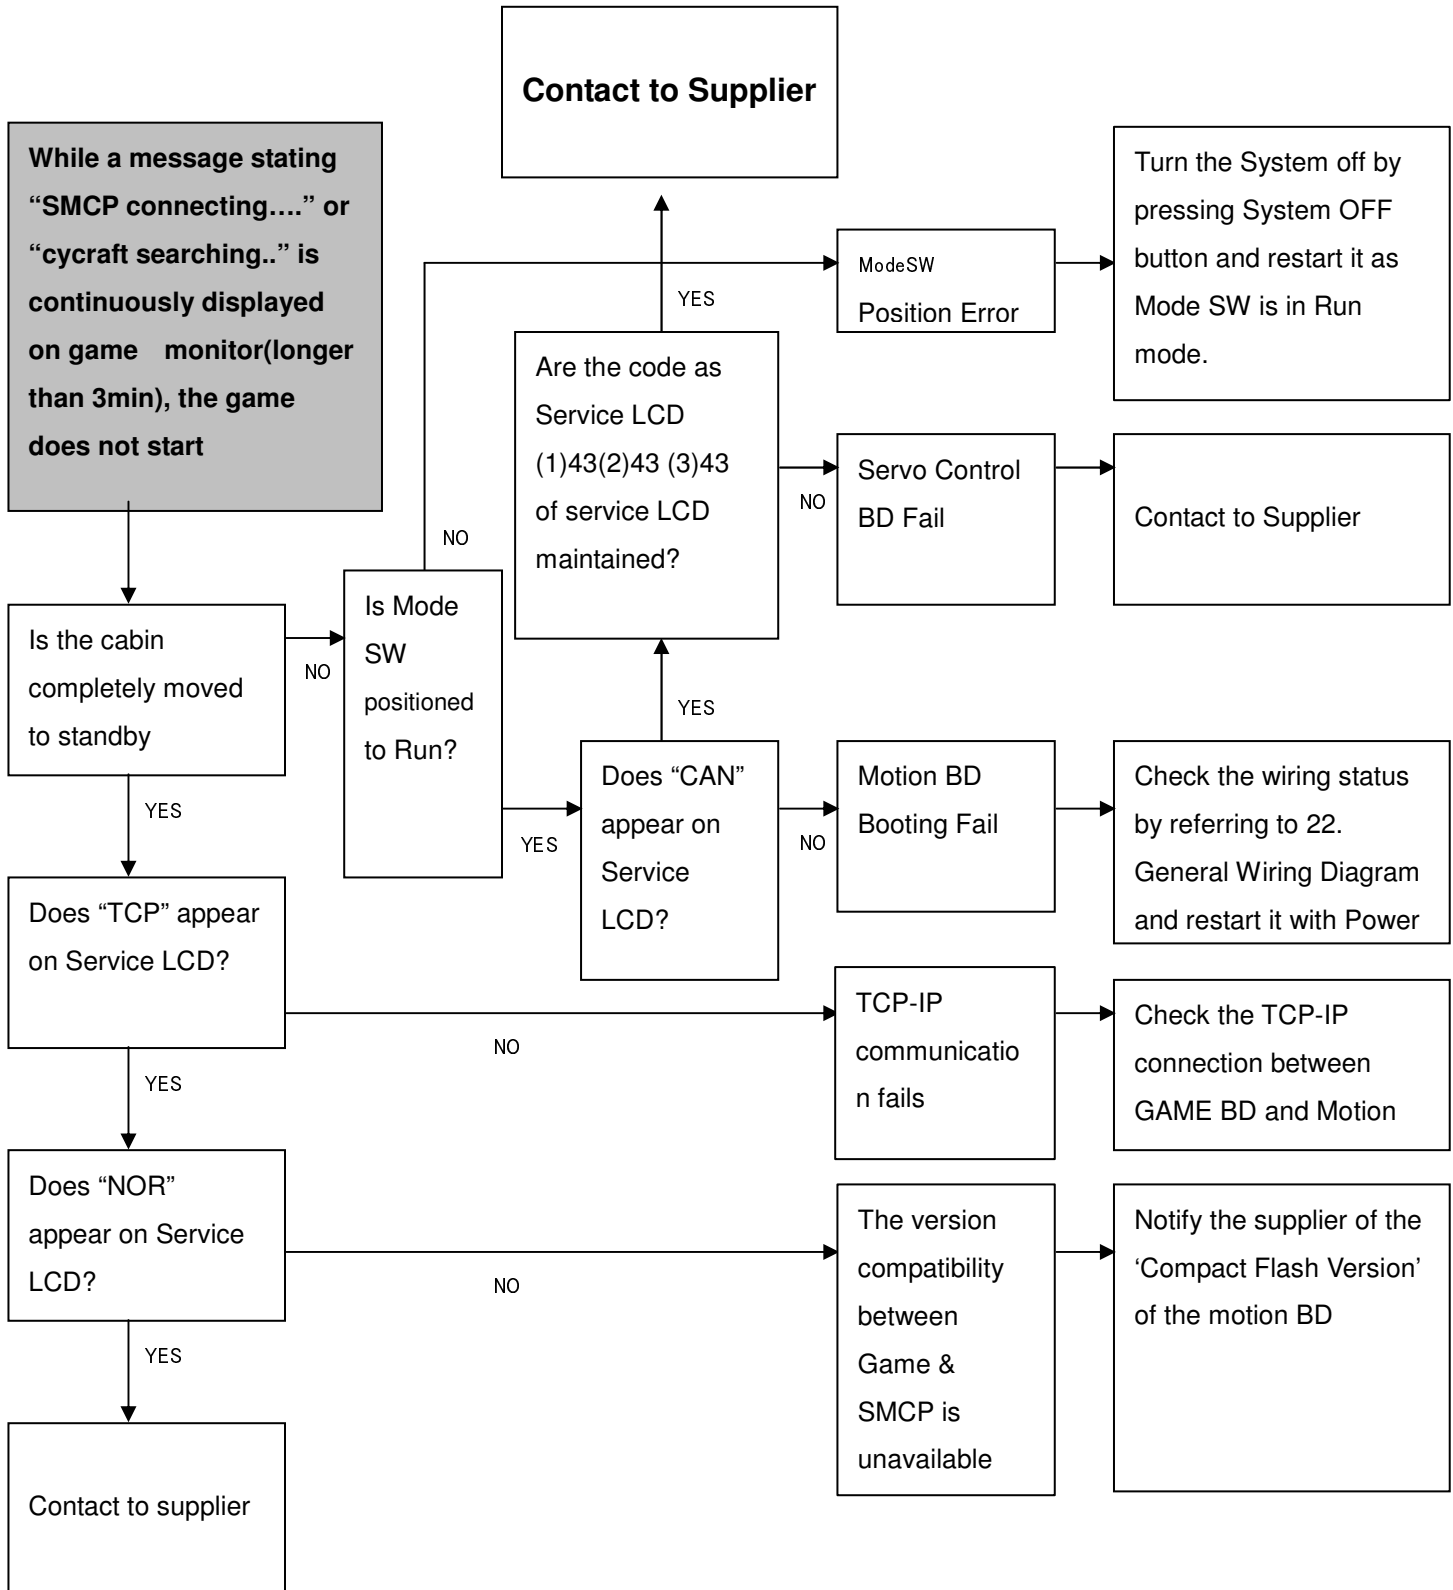 Contact to Supplier
While a message stating
“SMCP connecting....” or
“cycraft searching..” is
continuously displayed
on game monitor(longer
than 3min), the game
does not start
Turn the System off by
pressing System OFF
button and restart it as
Mode SW is in Run
mode.
ModeSW
Position Error
YES
Are the code as
Service LCD
(1)43(2)43 (3)43
of service LCD
maintained?
NO
Servo Control
BD Fail
Contact to Supplier
NO
Is the cabin
completely moved
to standby
NO
Is Mode
SW
positioned
to Run?
YES
YES
Does “CAN”
appear on
Service
LCD?
NO
Motion BD
Booting Fail
Check the wiring status
by referring to 22.
General Wiring Diagram
and restart it with Power
YES
Does “TCP” appear
on Service LCD?
NO
TCP-IP
communicatio
n fails
Check the TCP-IP
connection between
GAME BD and Motion
YES
Does “NOR”
appear on Service
LCD?
NO
The version
compatibility
between
Game &
SMCP is
unavailable
Notify the supplier of the
‘Compact Flash Version’
of the motion BD
YES
Contact to supplier